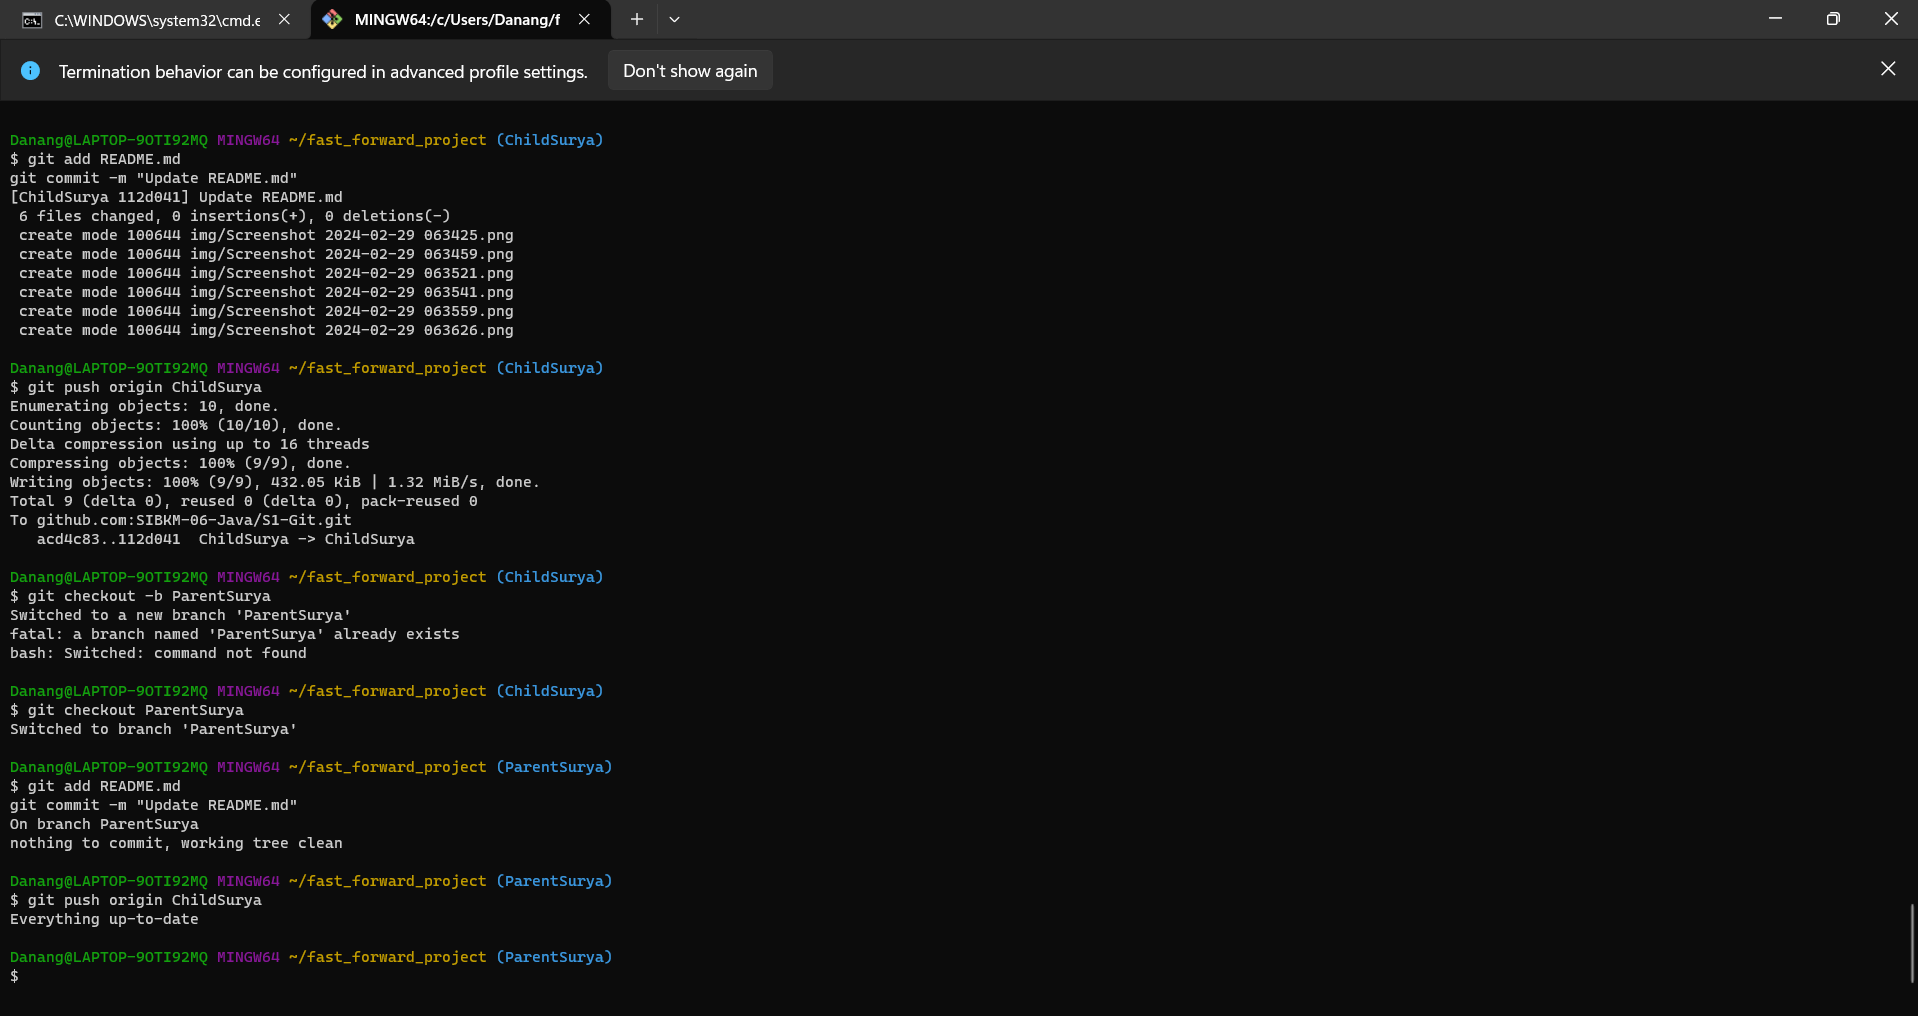 C:\WINDOWS\system32\cmd.e
MINGW64:/c/Users/Danang/f
Termination behavior can be configured in advanced profile settings.
Don't show again
Danang@LAPTOP-9OTI92MQ MINGW64 ~/fast_forward_project (ChildSurya)
$ git add README.md
git commit -m "Update README.md"
[ChildSurya 112d041] Update README.md
 6 files changed, 0 insertions(+), 0 deletions(-)
 create mode 100644 img/Screenshot 2024-02-29 063425.png
 create mode 100644 img/Screenshot 2024-02-29 063459.png
 create mode 100644 img/Screenshot 2024-02-29 063521.png
 create mode 100644 img/Screenshot 2024-02-29 063541.png
 create mode 100644 img/Screenshot 2024-02-29 063559.png
 create mode 100644 img/Screenshot 2024-02-29 063626.png
Danang@LAPTOP-9OTI92MQ MINGW64 ~/fast_forward_project (ChildSurya)
$ git push origin ChildSurya
Enumerating objects: 10, done.
Counting objects: 100% (10/10), done.
Delta compression using up to 16 threads
Compressing objects: 100% (9/9), done.
Writing objects: 100% (9/9), 432.05 KiB | 1.32 MiB/s, done.
Total 9 (delta 0), reused 0 (delta 0), pack-reused 0
To github.com:SIBKM-06-Java/S1-Git.git
   acd4c83..112d041  ChildSurya -> ChildSurya
Danang@LAPTOP-9OTI92MQ MINGW64 ~/fast_forward_project (ChildSurya)
$ git checkout -b ParentSurya
Switched to a new branch 'ParentSurya'
fatal: a branch named 'ParentSurya' already exists
bash: Switched: command not found
Danang@LAPTOP-9OTI92MQ MINGW64 ~/fast_forward_project (ChildSurya)
$ git checkout ParentSurya
Switched to branch 'ParentSurya'
Danang@LAPTOP-9OTI92MQ MINGW64 ~/fast_forward_project (ParentSurya)
$ git add README.md
git commit -m "Update README.md"
On branch ParentSurya
nothing to commit, working tree clean
Danang@LAPTOP-9OTI92MQ MINGW64 ~/fast_forward_project (ParentSurya)
$ git push origin ChildSurya
Everything up-to-date
Danang@LAPTOP-9OTI92MQ MINGW64 ~/fast_forward_project (ParentSurya)
$